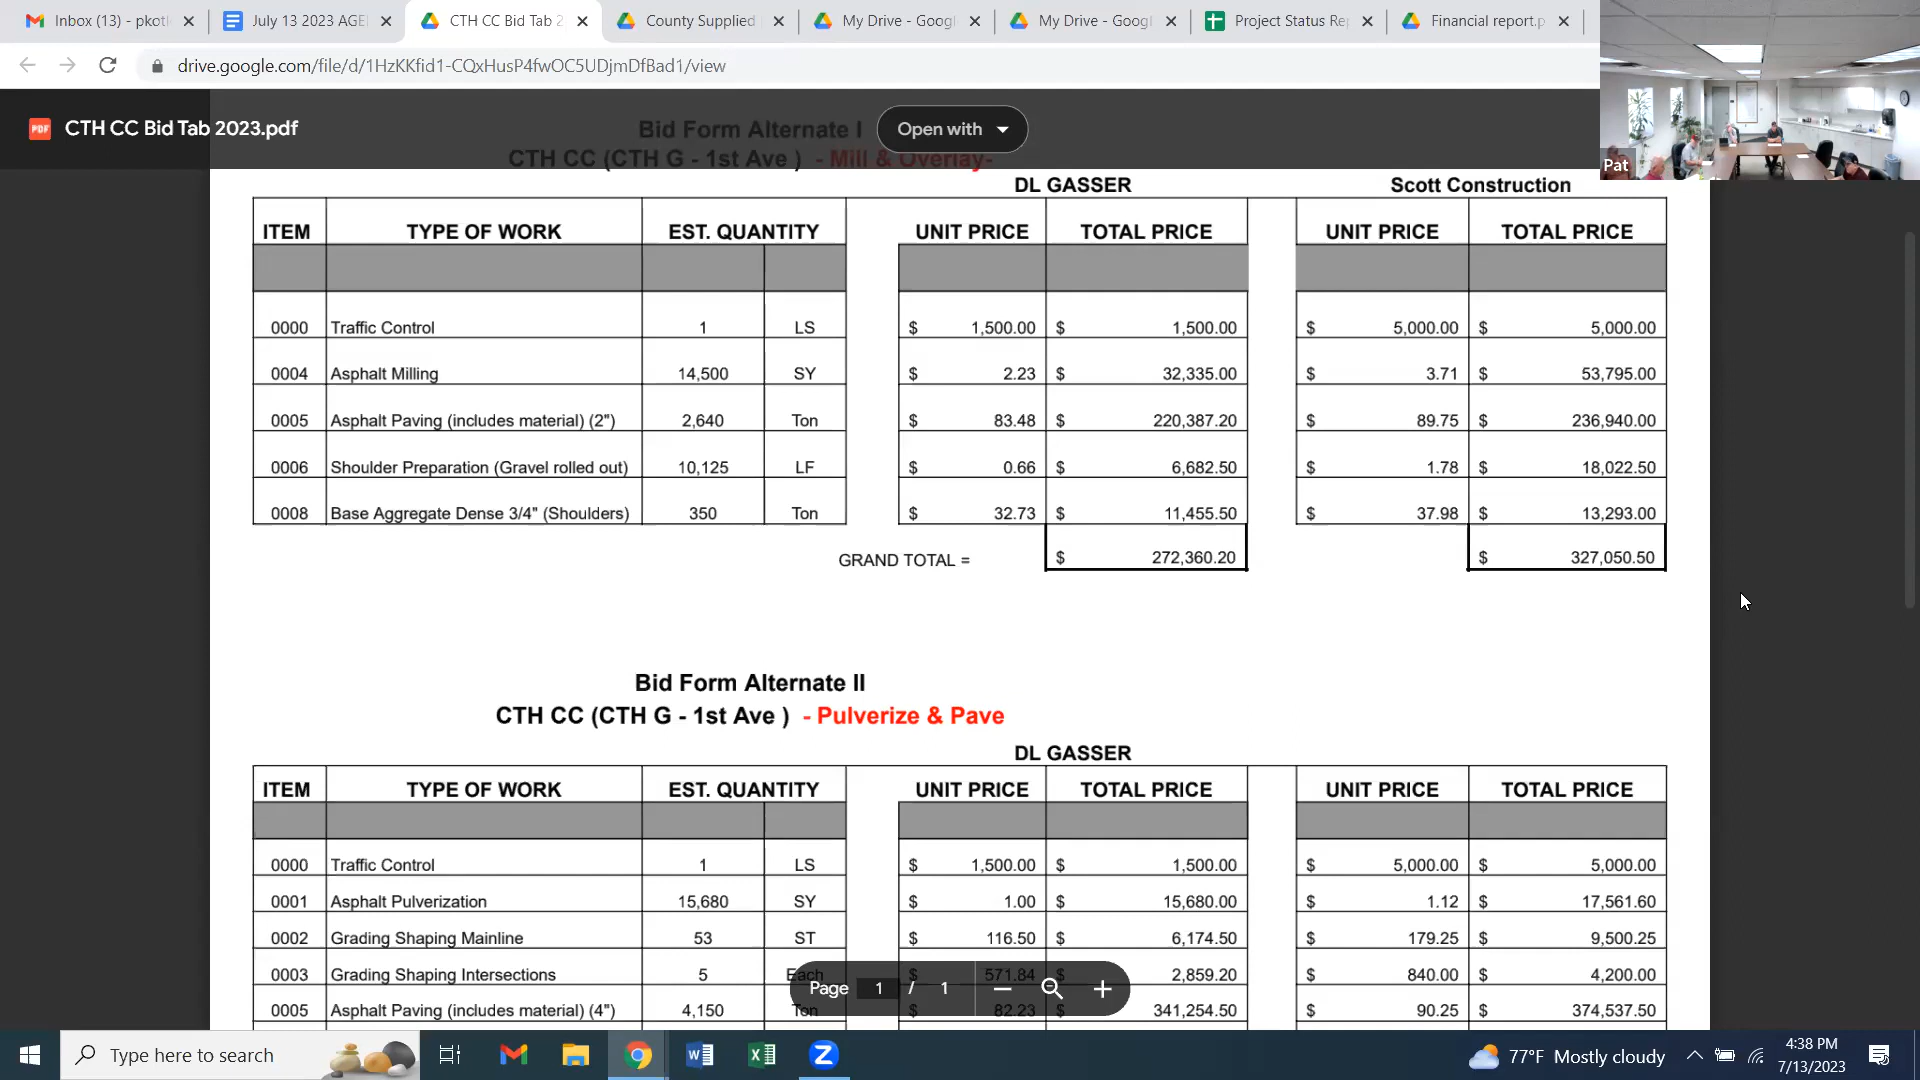 Inbox (13) - pkotl
July 13 2023 AGE
CTH CC Bid Tab 2
County Supplied
My Drive - Googl
My Drive - Googl
Project Status Re
Financial report.p
drive.google.com/file/d/1HzKKfid1-CQxHusP4fwOC5UDjmDfBad1/view
PDF CTH CC Bid Tab 2023.pdf
Open with
Pat
Bid Form Alternate I
CTH CC (CTH G - 1st Ave ) - Mill & Overlay-
DL GASSER Scott Construction
ITEM TYPE OF WORK EST. QUANTITY UNIT PRICE TOTAL PRICE UNIT PRICE TOTAL PRICE
0000 Traffic Control 1 LS $ 1,500.00 $ 1,500.00 $ 5,000.00 $ 5,000.00
0004 Asphalt Milling 14,500 SY $ 2.23 $ 32,335.00 $ 3.71 $ 53,795.00
0005 Asphalt Paving (includes material) (2") 2,640 Ton $ 83.48 $ 220,387.20 $ 89.75 $ 236,940.00
0006 Shoulder Preparation (Gravel rolled out) 10,125 LF $ 0.66 $ 6,682.50 $ 1.78 $ 18,022.50
0008 Base Aggregate Dense 3/4" (Shoulders) 350 Ton $ 32.73 $ 11,455.50 $ 37.98 $ 13,293.00
GRAND TOTAL = $ 272,360.20 $ 327,050.50
Bid Form Alternate II
CTH CC (CTH G - 1st Ave ) - Pulverize & Pave
DL GASSER
ITEM TYPE OF WORK EST. QUANTITY UNIT PRICE TOTAL PRICE UNIT PRICE TOTAL PRICE
0000 Traffic Control 1 LS $ 1,500.00 $ 1,500.00 $ 5,000.00 $ 5,000.00
0001 Asphalt Pulverization 15,680 SY $ 1.00 $ 15,680.00 $ 1.12 $ 17,561.60
0002 Grading Shaping Mainline 53 ST $ 116.50 $ 6,174.50 $ 179.25 $ 9,500.25
0003 Grading Shaping Intersections 5 Each $ 571.84 $ 2,859.20 $ 840.00 $ 4,200.00
0005 Asphalt Paving (includes material) (4") 4,150 Ton $ 82.23 $ 341,254.50 $ 90.25 $ 374,537.50
Page 1 / 1
Type here to search
77°F Mostly cloudy
4:38 PM
7/13/2023